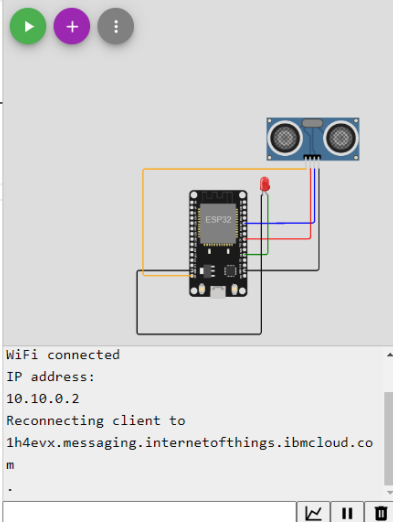 ESP32
WiFi connected
IP address:
10.10.0.2
Reconnecting client to
1h4evx.messaging.internetofthings.ibmcloud.co
m
.